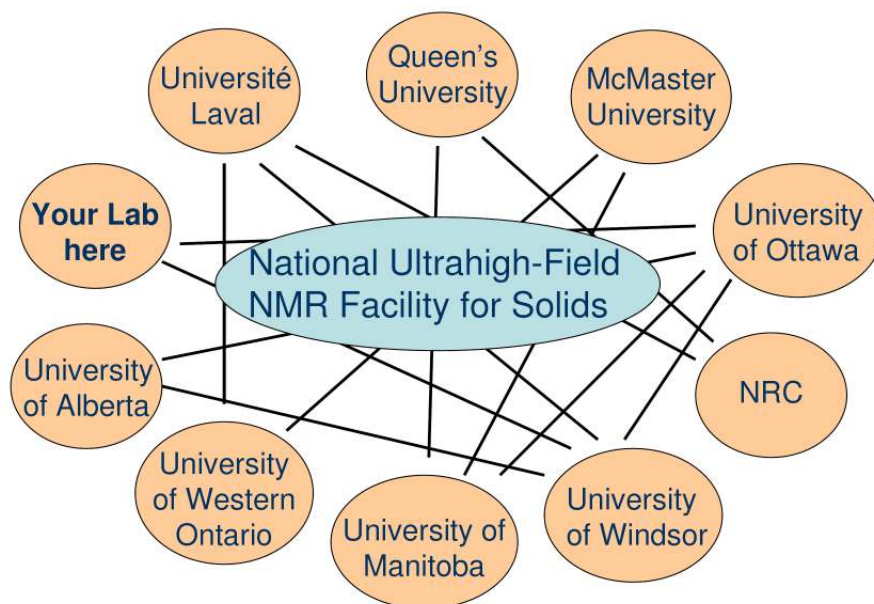 Université
Laval
Queen's
University
McMaster
University
Your Lab
here
University
of Ottawa
National Ultrahigh-Field
NMR Facility for Solids
University
of Alberta
NRC
University
of Western
Ontario
University of
Manitoba
University
of Windsor